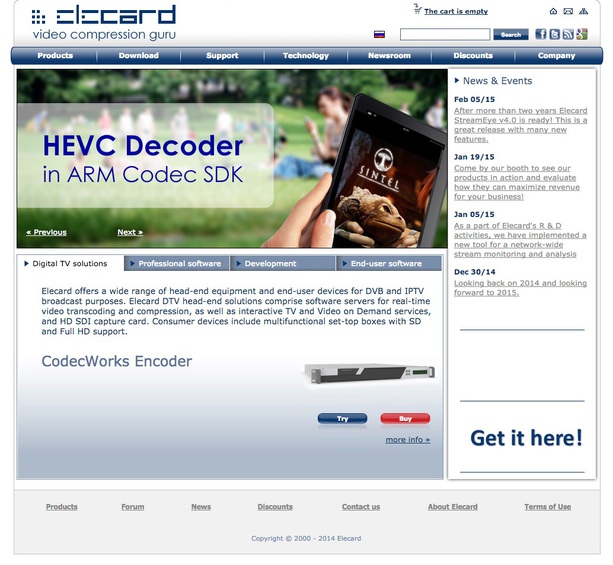 elecard
video compression guru
The cart is empty
Search
Products
Download
Support
Technology
Newsroom
Discounts
Company
HEVC Decoder
in ARM Codec SDK
SINTEL
« Previous
Next »
News & Events
Feb 05/15
After more than two years Elecard
StreamEye v4.0 is ready! This is a
great release with many new
features.
Jan 19/15
Come by our booth to see our
products in action and evaluate
how they can maximize revenue
for your business!
Jan 05/15
As a part of Elecard's R & D
activities, we have implemented a
new tool for a network-wide
stream monitoring and analysis
Dec 30/14
Looking back on 2014 and looking
forward to 2015.
Get it here!
Digital TV solutions
Professional software
Development
End-user software
Elecard offers a wide range of head-end equipment and end-user devices for DVB and IPTV
broadcast purposes. Elecard DTV head-end solutions comprise software servers for real-time
video transcoding and compression, as well as interactive TV and Video on Demand services,
and HD SDI capture card. Consumer devices include multifunctional set-top boxes with SD
and Full HD support.
CodecWorks Encoder
Try
Buy
more info »
Products
Forum
News
Discounts
Contact us
About Elecard
Terms of Use
Copyright © 2000 - 2014 Elecard